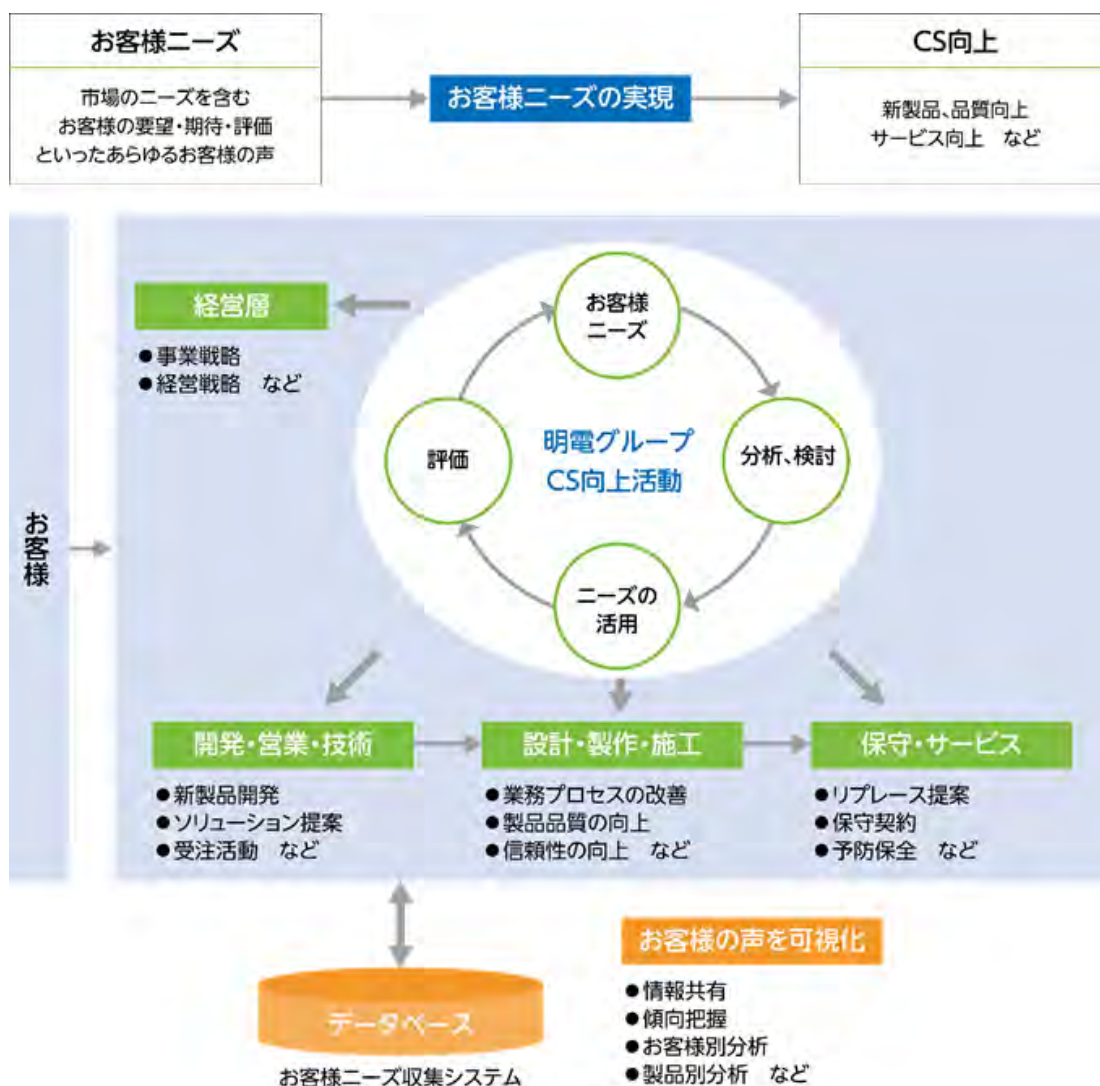 お客様ニーズ
市場のニーズを含む
お客様の要望・期待・評価
といったあらゆるお客様の声
お客様ニーズの実現
CS向上
新製品、品質向上
サービス向上　など
お客様
経営層
●事業戦略
●経営戦略　など
お客様
ニーズ
分析、検討
ニーズの
活用
評価
明電グループ
CS向上活動
開発・営業・技術
●新製品開発
●ソリューション提案
●受注活動　など
設計・製作・施工
●業務プロセスの改善
●製品品質の向上
●信頼性の向上　など
保守・サービス
●リプレース提案
●保守契約
●予防保全　など
データベース
お客様ニーズ収集システム
お客様の声を可視化
●情報共有
●傾向把握
●お客様別分析
●製品別分析　など